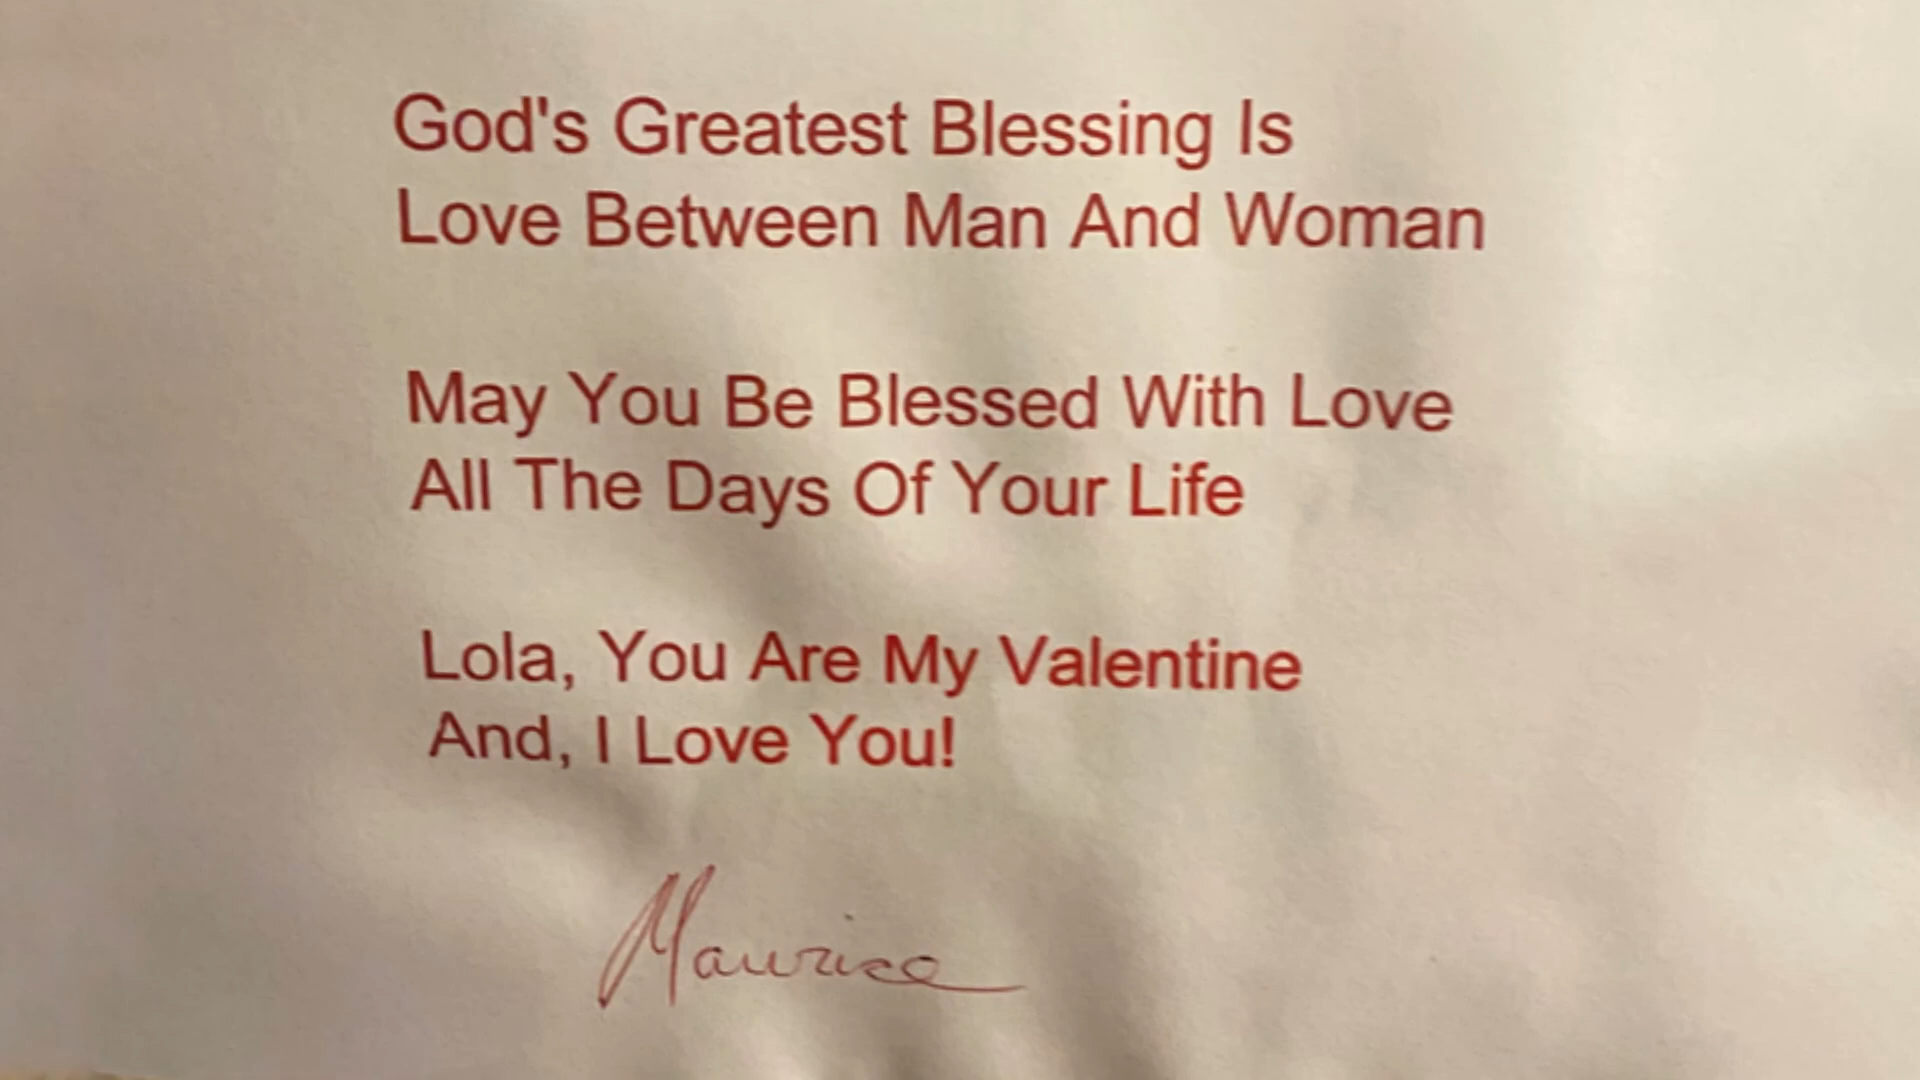 God's Greatest Blessing Is
Love Between Man And Woman
May You Be Blessed With Love
All The Days Of Your Life
Lola, You Are My Valentine
And, I Love You!
Maurice